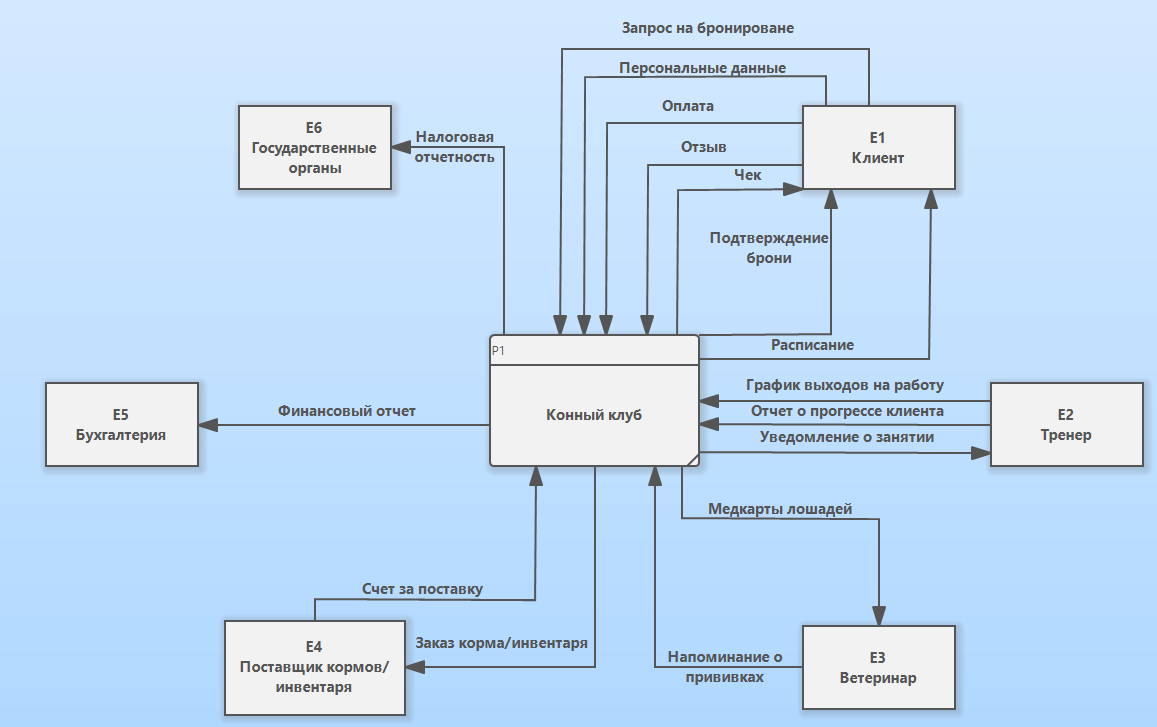 Запрос на бронироване
Персональные данные
Оплата
Отзыв
Чек
E1
Клиент
E6
Государственные
органы
Налоговая
отчетность
Подтверждение
брони
Расписание
P1
Конный клуб
График выходов на работу
Отчет о прогрессе клиента
Уведомление о занятии
E2
Тренер
E5
Бухгалтерия
Финансовый отчет
Медкарты лошадей
Счет за поставку
Заказ корма/инвентаря
E4
Поставщик кормов/
инвентаря
Напоминание о
прививках
E3
Ветеринар